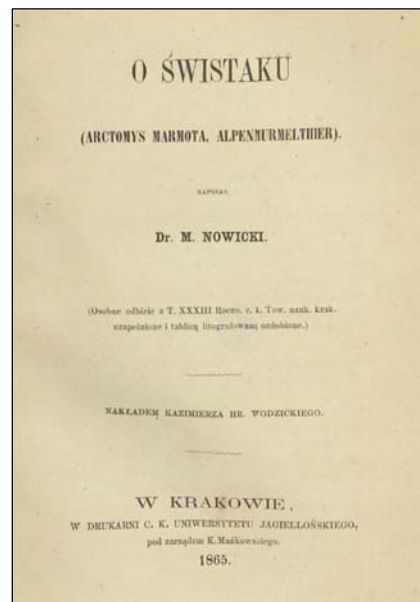 O ŚWISTAKU
(ARCTOMYS MARMOTA, ALPENMURMELTHIER).
NAPISAŁ
Dr. M. NOWICKI.
(Osobne odbicie z T. XXXIII Roczn. c. k. Tow. nauk. krak.
uzupełnione i tablicą litografowaną ozdobione.)
NAKŁADEM KAZIMIERZA HR. WODZICKIEGO.
W KRAKOWIE,
W DRUKARNI C. K. UNIWERSYTETU JAGIELLOŃSKIEGO,
pod zarządem K. Mańkowskiego.
1865.